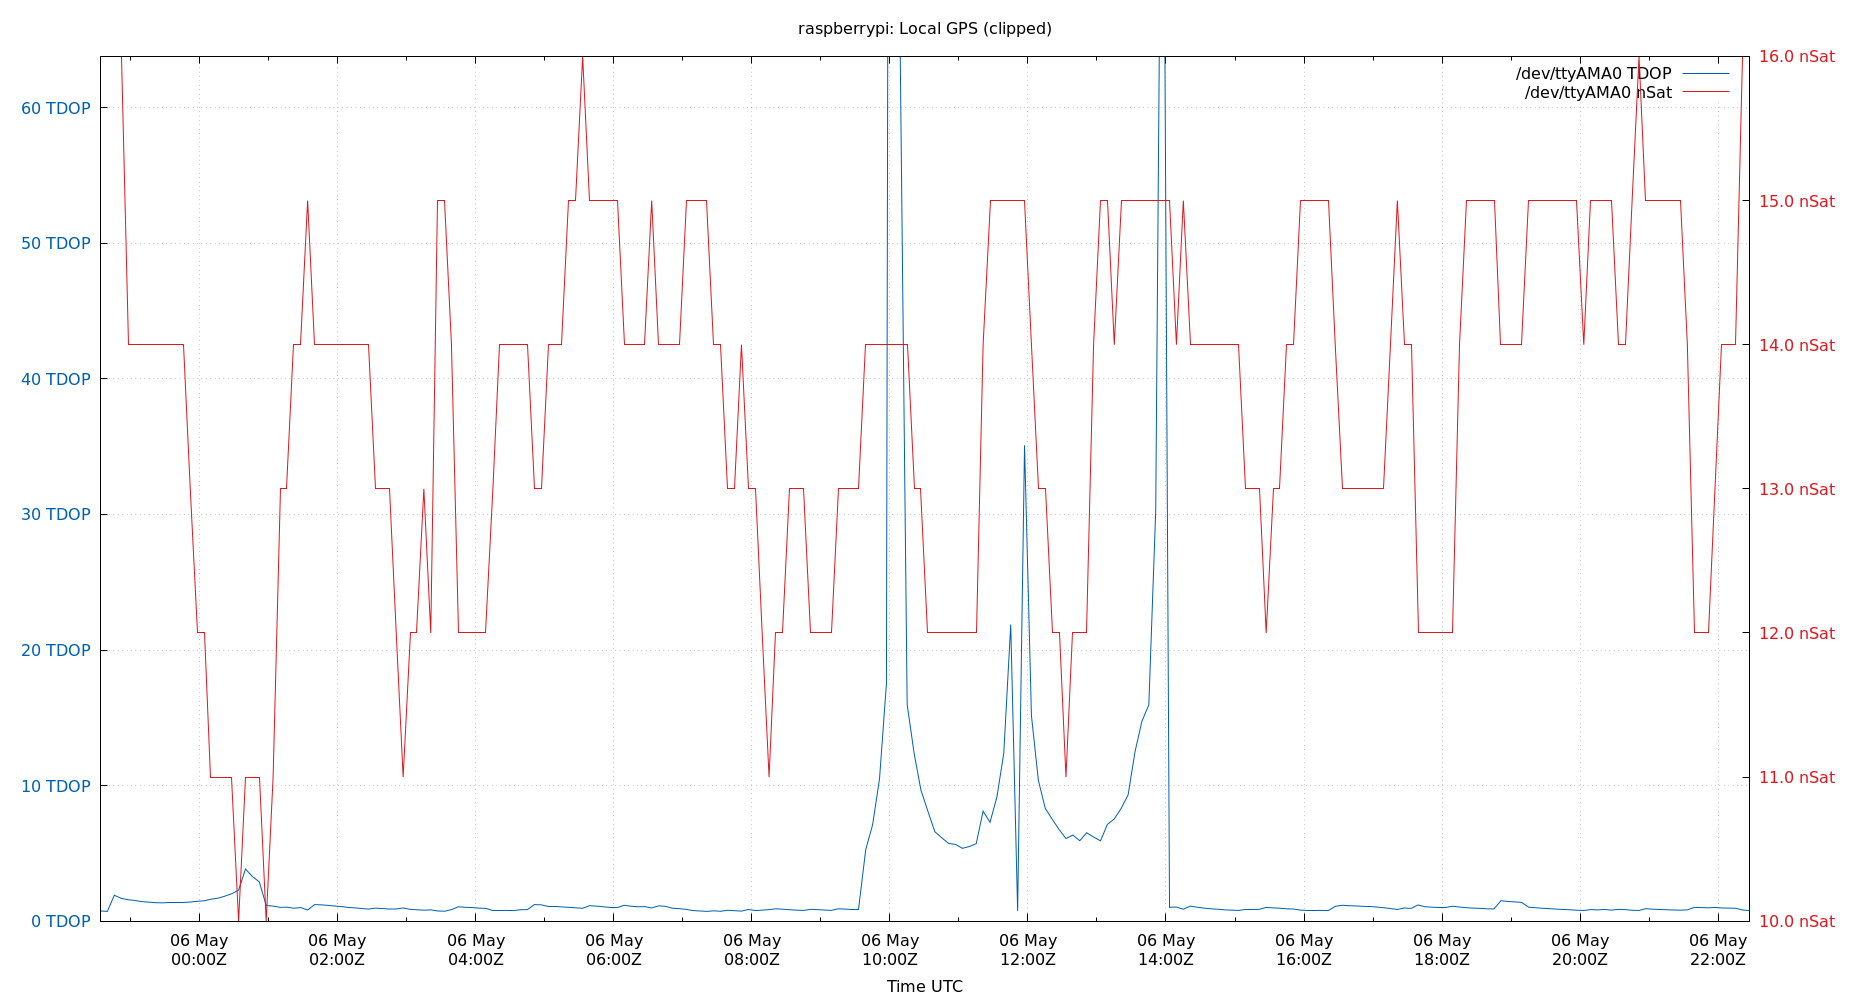 raspberrypi: Local GPS (clipped)
/dev/ttyAMA0 TDOP
/dev/ttyAMA0 nSat
60 TDOP
50 TDOP
40 TDOP
30 TDOP
20 TDOP
10 TDOP
0 TDOP
16.0 nSat
15.0 nSat
14.0 nSat
13.0 nSat
12.0 nSat
11.0 nSat
10.0 nSat
06 May 06 May 06 May 06 May 06 May 06 May 06 May 06 May 06 May 06 May 06 May 06 May
00:00Z 02:00Z 04:00Z 06:00Z 08:00Z 10:00Z 12:00Z 14:00Z 16:00Z 18:00Z 20:00Z 22:00Z
Time UTC